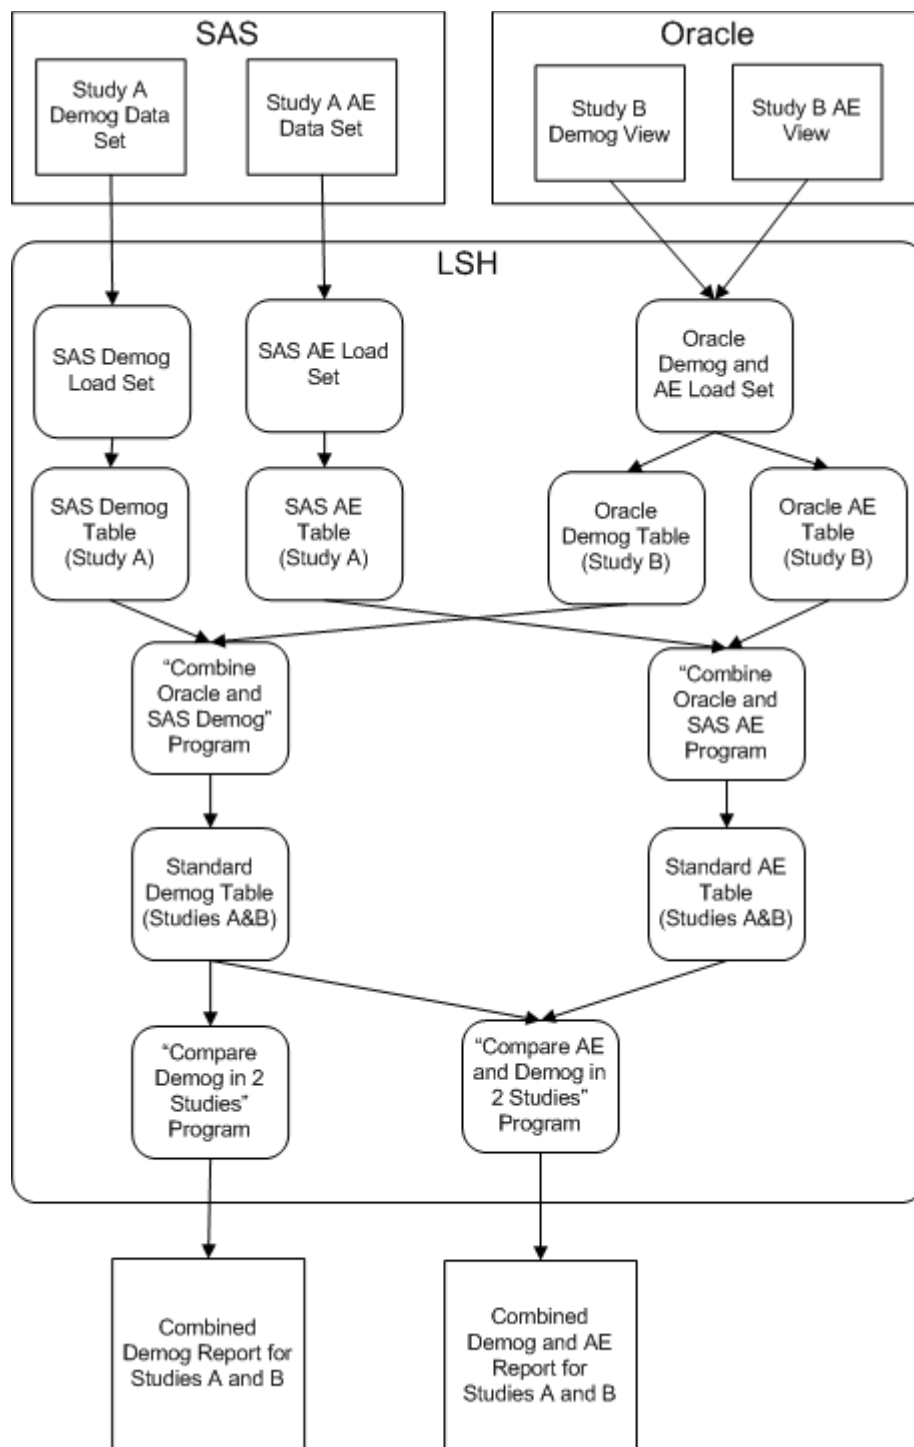 SAS
Oracle
Study A
Demog Data
Set
Study A AE
Data Set
Study B
Demog View
Study B AE
View
LSH
SAS Demog
Load Set
SAS AE Load
Set
Oracle
Demog and
AE Load Set
SAS Demog
Table
(Study A)
SAS AE
Table
(Study A)
Oracle
Demog Table
(Study B)
Oracle AE
Table
(Study B)
“Combine
Oracle and
SAS Demog”
Program
“Combine
Oracle and
SAS AE
Program
Standard
Demog Table
(Studies A&B)
Standard AE
Table
(Studies A&B)
“Compare
Demog in 2
Studies”
Program
“Compare AE
and Demog in
2 Studies”
Program
Combined
Demog Report for
Studies A and B
Combined
Demog and AE
Report for
Studies A and B